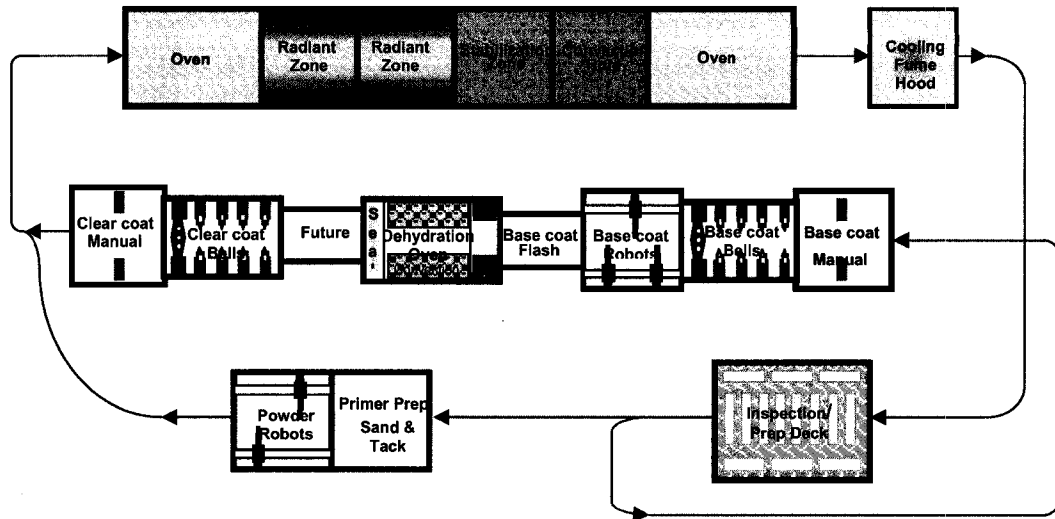 Oven
Radiant
Zone
Radiant
Zone
Oven
Cooling
Fume
Hood
Clear coat
Manual
Clear coat
Bells
Future
Dehydration
Oven
Base coat
Flash
Base coat
Robots
Base coat
Bells
Base coat
Manual
Powder
Robots
Primer Prep
Sand &
Tack
Inspection/
Prep Deck